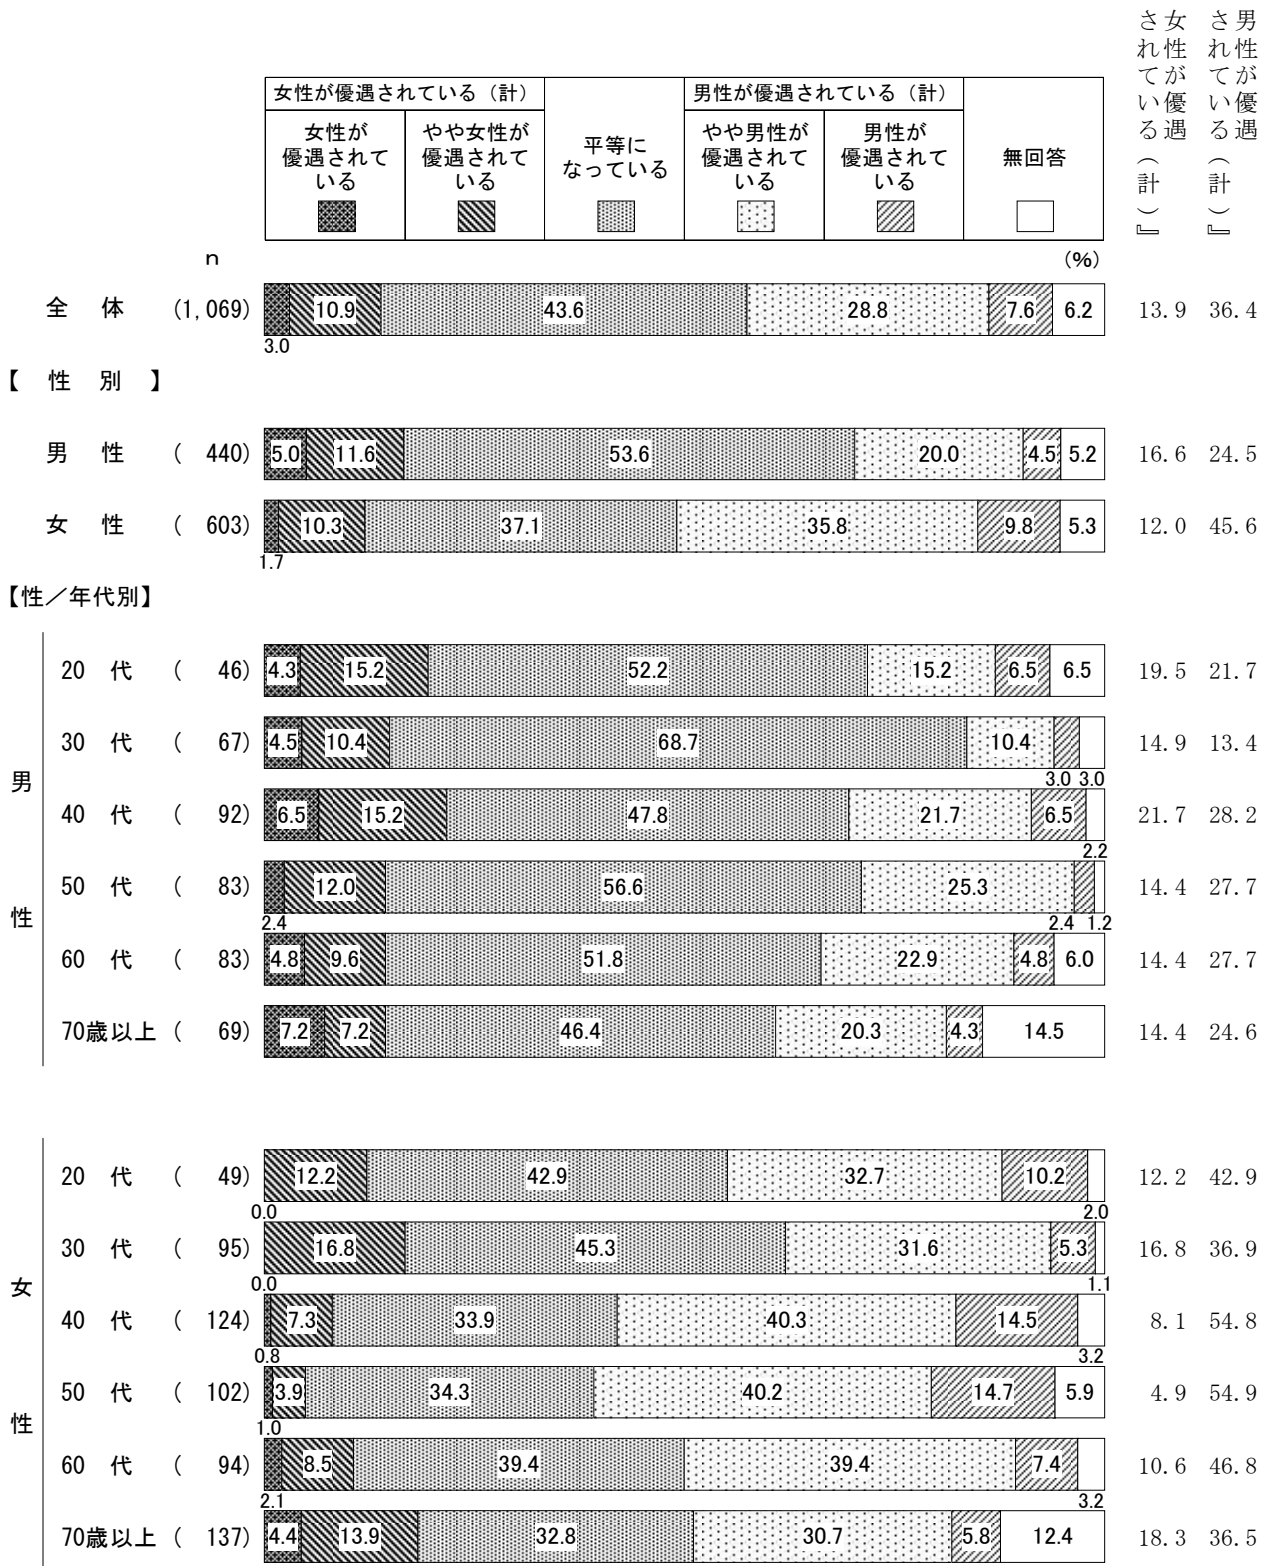 女性が優遇されている（計）』
男性が優遇されている（計）』
女性が優遇されている（計）
男性が優遇されている（計）
女性が優遇されている
やや女性が優遇されている
平等になっている
やや男性が優遇されている
男性が優遇されている
無回答
n
(%)
全 体 (1,069) 3.0 10.9 43.6 28.8 7.6 6.2 13.9 36.4
【 性 別 】
男 性 ( 440) 5.0 11.6 53.6 20.0 4.5 5.2 16.6 24.5
女 性 ( 603) 1.7 10.3 37.1 35.8 9.8 5.3 12.0 45.6
【性／年代別】
男性
20 代 ( 46) 4.3 15.2 52.2 15.2 6.5 6.5 19.5 21.7
30 代 ( 67) 4.5 10.4 68.7 10.4 3.0 3.0 14.9 13.4
40 代 ( 92) 6.5 15.2 47.8 21.7 6.5 2.2 21.7 28.2
50 代 ( 83) 2.4 12.0 56.6 25.3 2.4 1.2 14.4 27.7
60 代 ( 83) 4.8 9.6 51.8 22.9 4.8 6.0 14.4 27.7
70歳以上 ( 69) 7.2 7.2 46.4 20.3 4.3 14.5 14.4 24.6
女性
20 代 ( 49) 0.0 12.2 42.9 32.7 10.2 2.0 12.2 42.9
30 代 ( 95) 0.0 16.8 45.3 31.6 5.3 1.1 16.8 36.9
40 代 ( 124) 0.8 7.3 33.9 40.3 14.5 3.2 8.1 54.8
50 代 ( 102) 1.0 3.9 34.3 40.2 14.7 5.9 4.9 54.9
60 代 ( 94) 2.1 8.5 39.4 39.4 7.4 3.2 10.6 46.8
70歳以上 ( 137) 4.4 13.9 32.8 30.7 5.8 12.4 18.3 36.5